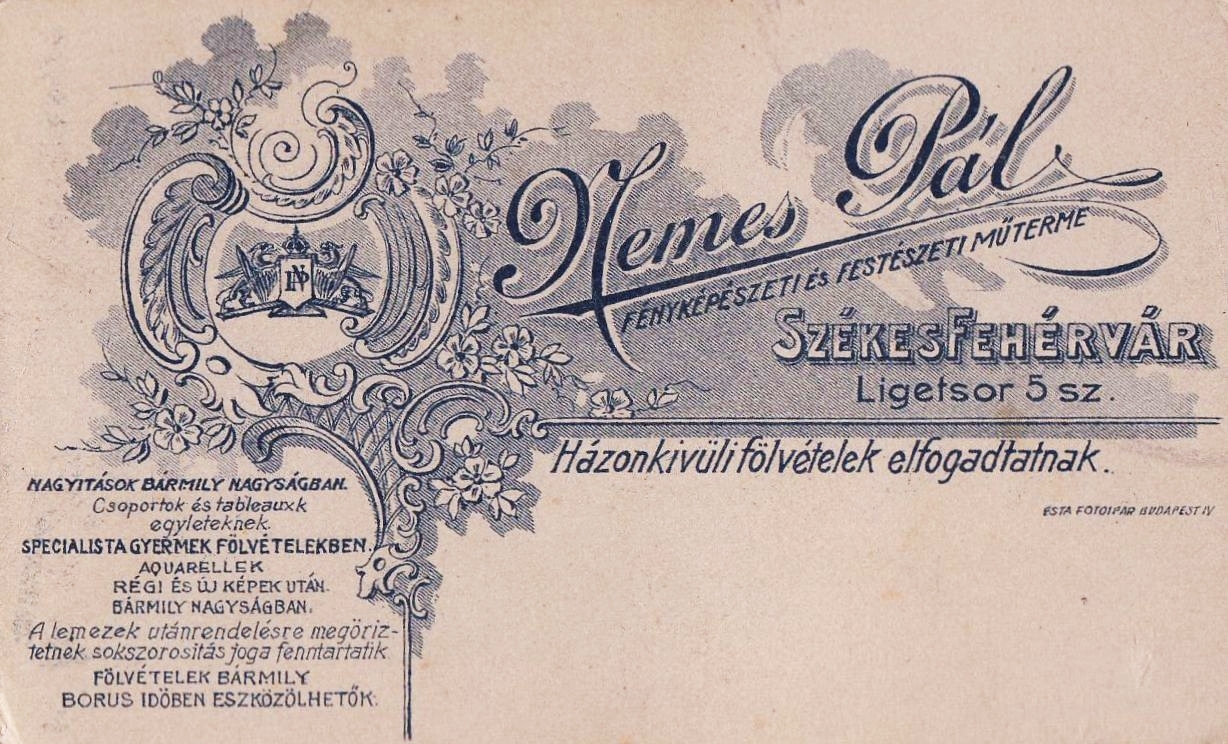 Nemes Pál
FÉNYKÉPÉSZETI ÉS FESTÉSZETI MŰTERME
SZÉKESFEHÉRVÁR
Ligetsor 5 sz.
Házonkivüli fölvételek elfogadtatnak.
ESTA FOTOIPAR BUDAPEST IV
NAGYITÁSOK BÁRMILY NAGYSÁGBAN.
Csoportok és tableauxk
egyleteknek.
SPECIALISTA GYERMEK FÖLVÉTELEKBEN.
AQUARELLEK
RÉGI ÉS ÚJ KÉPEK UTÁN.
BÁRMILY NAGYSÁGBAN.
A lemezek utánrendelésre megöriz-
tetnek sokszorositás joga fenntartatik
FÖLVÉTELEK BÁRMILY
BORUS IDÖBEN ESZKÖZÖLHETŐK.